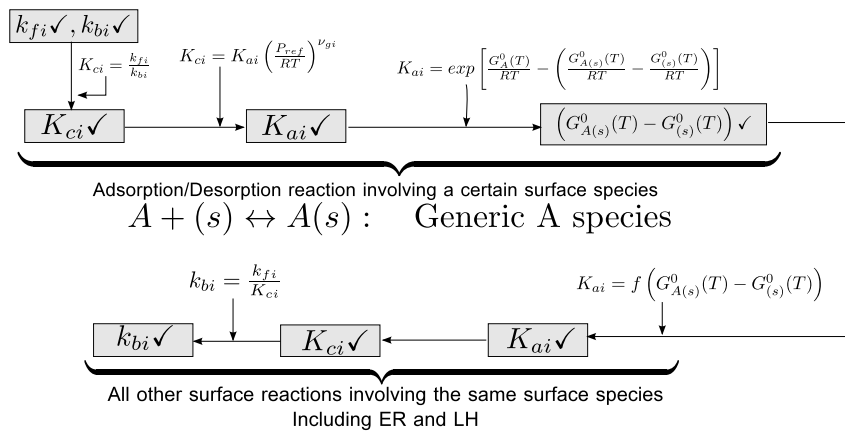 k_{fi}✓, k_{bi}✓
K_{ci} = \frac{k_{fi}}{k_{bi}}
K_{ci} = K_{ai} \left( \frac{P_{ref}}{RT} \right)^{\nu_{gi}}
K_{ai} = exp \left[ \frac{G^0_A(T)}{RT} - \left( \frac{G^0_{A(s)}(T)}{RT} - \frac{G^0_{(s)}(T)}{RT} \right) \right]
K_{ci}✓
K_{ai}✓
\left( G^0_{A(s)}(T) - G^0_{(s)}(T) \right) ✓
Adsorption/Desorption reaction involving a certain surface species
A + (s) ↔ A(s) : Generic A species
k_{bi} = \frac{k_{fi}}{K_{ci}}
K_{ai} = f \left( G^0_{A(s)}(T) - G^0_{(s)}(T) \right)
k_{bi}✓
K_{ci}✓
K_{ai}✓
All other surface reactions involving the same surface species
Including ER and LH